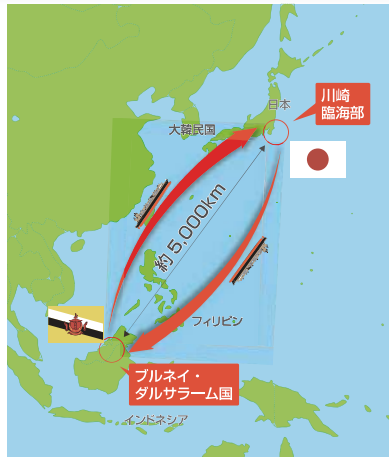 川崎
臨海部
日本
大韓民国
約5,000km
フィリピン
ブルネイ・
ダルサラーム国
インドネシア